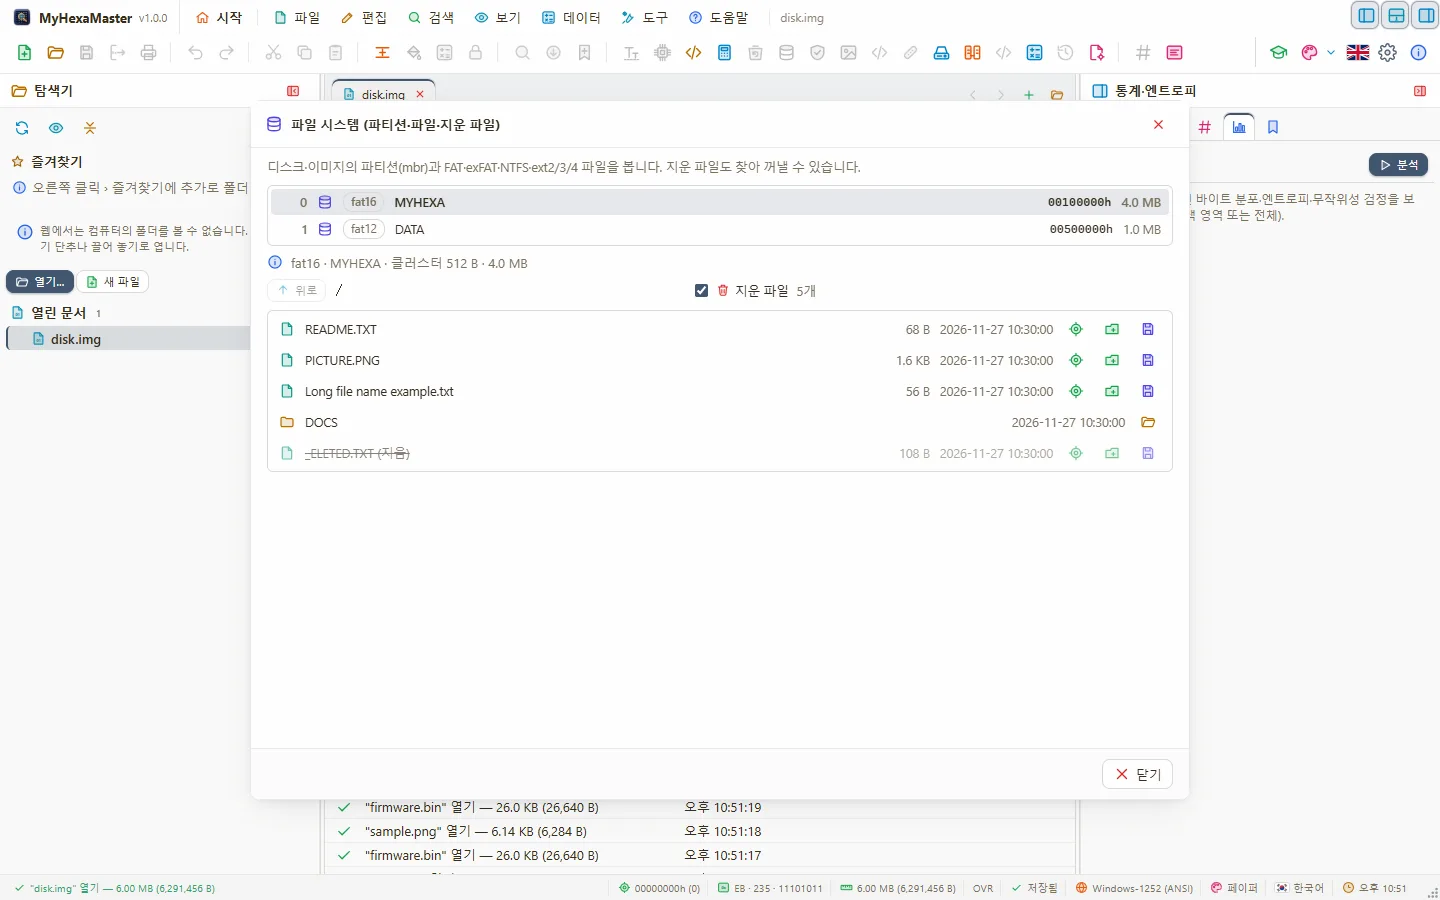 MyHexaMaster v1.0.0 시작 파일 편집 검색 보기 데이터 도구 도움말 disk.img
탐색기
disk.img
통계·엔트로피
즐겨찾기
오른쪽 클릭 › 즐겨찾기에 추가로 폴더
웹에서는 컴퓨터의 폴더를 볼 수 없습니다.
기 단추나 끌어 놓기로 엽니다.
열기... 새 파일
열린 문서 1
disk.img
파일 시스템 (파티션·파일·지운 파일)
디스크·이미지의 파티션(mbr)과 FAT·exFAT·NTFS·ext2/3/4 파일을 봅니다. 지운 파일도 찾아 꺼낼 수 있습니다.
0 fat16 MYHEXA 00100000h 4.0 MB
1 fat12 DATA 00500000h 1.0 MB
fat16 · MYHEXA · 클러스터 512 B · 4.0 MB
위로 / 지운 파일 5개
README.TXT 68 B 2026-11-27 10:30:00
PICTURE.PNG 1.6 KB 2026-11-27 10:30:00
Long file name example.txt 56 B 2026-11-27 10:30:00
DOCS 2026-11-27 10:30:00
_ELETED.TXT (지움) 108 B 2026-11-27 10:30:00
닫기
분석
바이트 분포·엔트로피·무작위성 검정을 보
영역 또는 전체).
"firmware.bin" 열기 — 26.0 KB (26,640 B) 오후 10:51:19
"sample.png" 열기 — 6.14 KB (6,284 B) 오후 10:51:18
"firmware.bin" 열기 — 26.0 KB (26,640 B) 오후 10:51:17
"disk.img" 열기 — 6.00 MB (6,291,456 B) 00000000h (0) EB · 235 · 11101011 6.00 MB (6,291,456 B) OVR 저장됨 Windows-1252 (ANSI) 페이퍼 한국어 오후 10:51